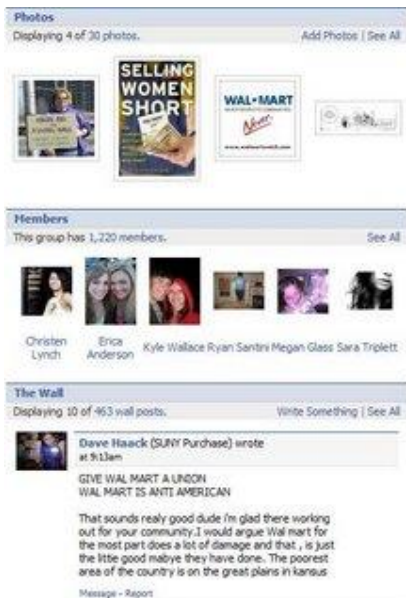 Photos
Displaying 4 of 30 photos. Add Photos | See All
SELLING
WOMEN
SHORT
WAL★MART
Never.
www.walmartwatch.com
Members
This group has 1,220 members. See All
Christen Lynch
Erica Anderson
Kyle Wallace Ryan Santini Megan Glass Sara Triplett
The Wall
Displaying 10 of 463 wall posts. Write Something | See All
Dave Haack (SUNY Purchase) wrote
at 9:13am
GIVE WAL MART A UNION
WAL MART IS ANTI AMERICAN
That sounds realy good dude i'm glad there working
out for your community.I would argue Wal mart for
the most part does a lot of damage and that , is just
the little good mabye they have done. The poorest
area of the country is on the great plains in kansus
Message - Report